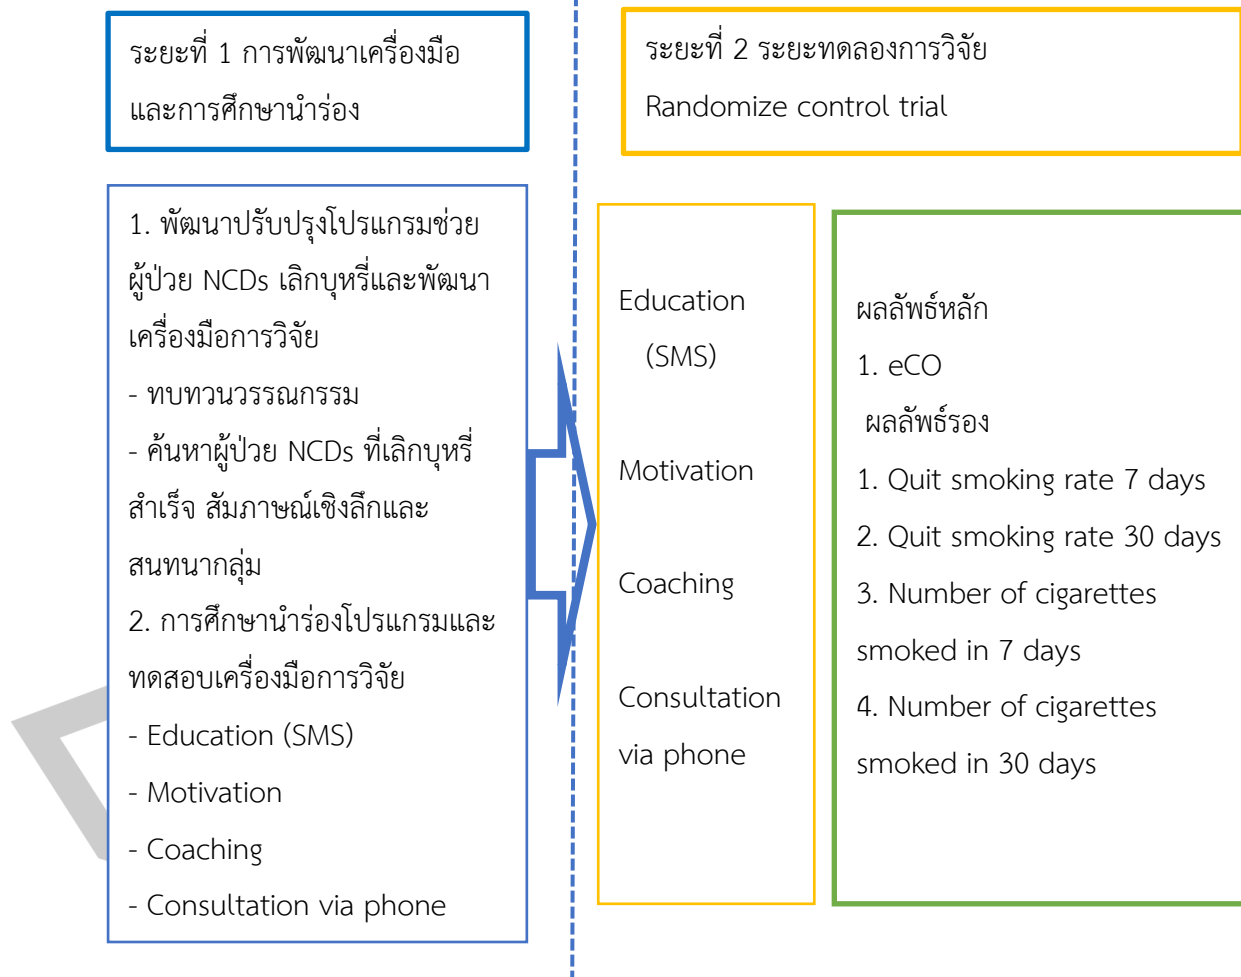 ระยะที่ 1 การพัฒนาเครื่องมือ
และการศึกษานำร่อง
ระยะที่ 2 ระยะทดลองการวิจัย
Randomize control trial
1. พัฒนาปรับปรุงโปรแกรมช่วย
ผู้ป่วย NCDs เลิกบุหรี่และพัฒนา
เครื่องมือการวิจัย
- ทบทวนวรรณกรรม
- ค้นหาผู้ป่วย NCDs ที่เลิกบุหรี่
สำเร็จ สัมภาษณ์เชิงลึกและ
สนทนากลุ่ม
2. การศึกษานำร่องโปรแกรมและ
ทดสอบเครื่องมือการวิจัย
- Education (SMS)
- Motivation
- Coaching
- Consultation via phone
Education
(SMS)
Motivation
Coaching
Consultation
via phone
ผลลัพธ์หลัก
1. eCO
ผลลัพธ์รอง
1. Quit smoking rate 7 days
2. Quit smoking rate 30 days
3. Number of cigarettes
smoked in 7 days
4. Number of cigarettes
smoked in 30 days